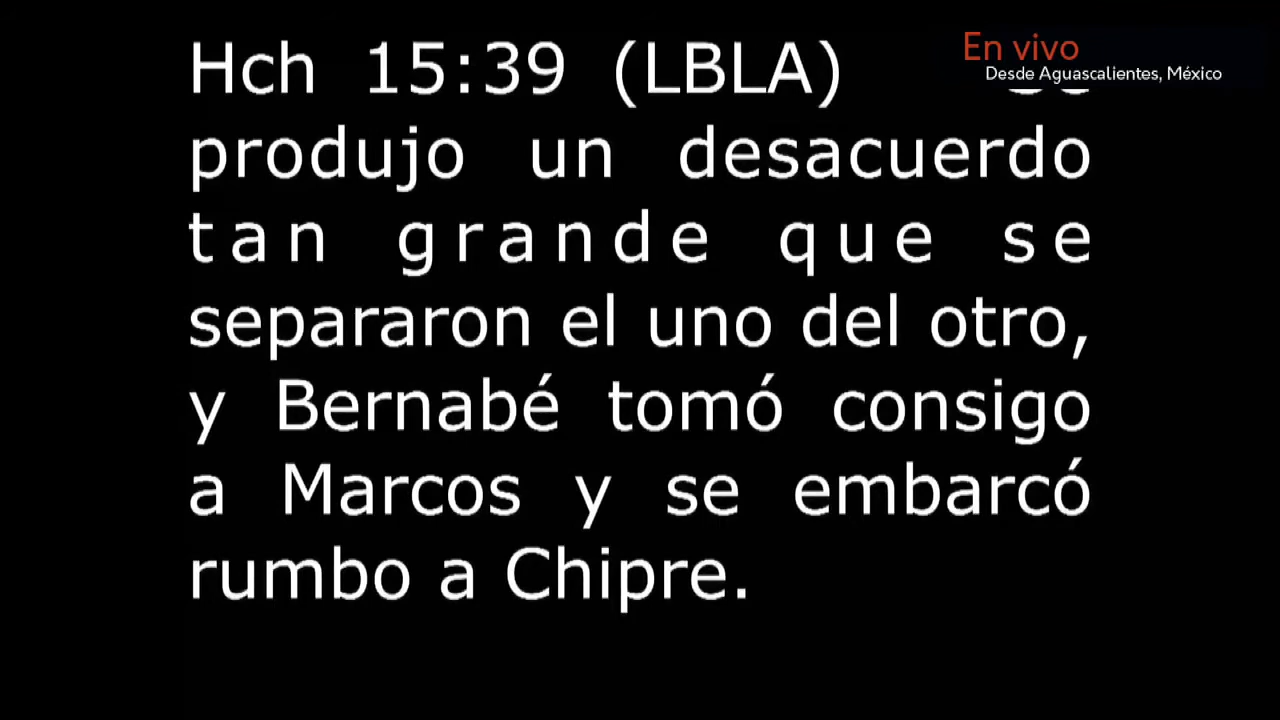 Hch 15:39 (LBLA)
En vivo
Desde Aguascalientes, México
produjo un desacuerdo
tan grande que se
separaron el uno del otro,
y Bernabé tomó consigo
a Marcos y se embarcó
rumbo a Chipre.